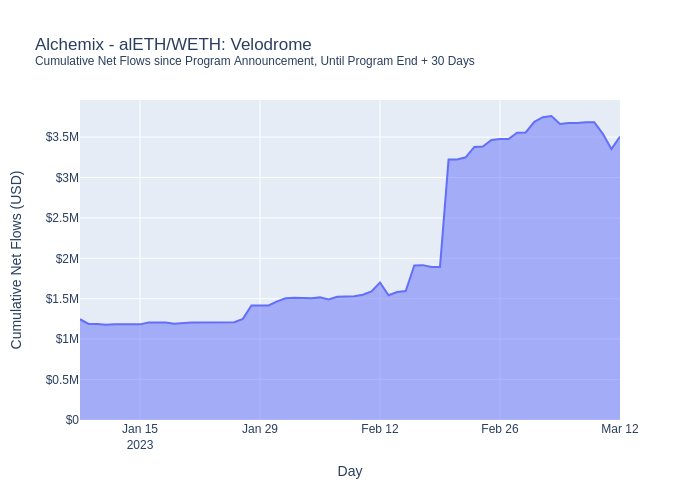 Alchemix - alETH/WETH: Velodrome
Cumulative Net Flows since Program Announcement, Until Program End + 30 Days
Cumulative Net Flows (USD)
$3.5M
$3M
$2.5M
$2M
$1.5M
$1M
$0.5M
$0
Jan 15 Jan 29 Feb 12 Feb 26 Mar 12
2023
Day